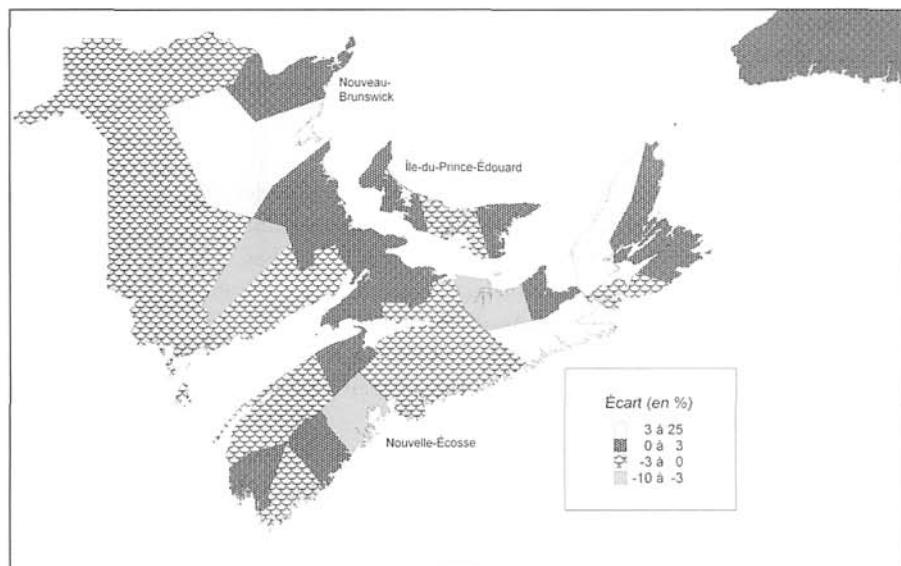 Nouveau-
Brunswick
Île-du-Prince-Édouard
Nouvelle-Écosse
Écart (en %)
3 à 25
0 à 3
-3 à 0
-10 à -3